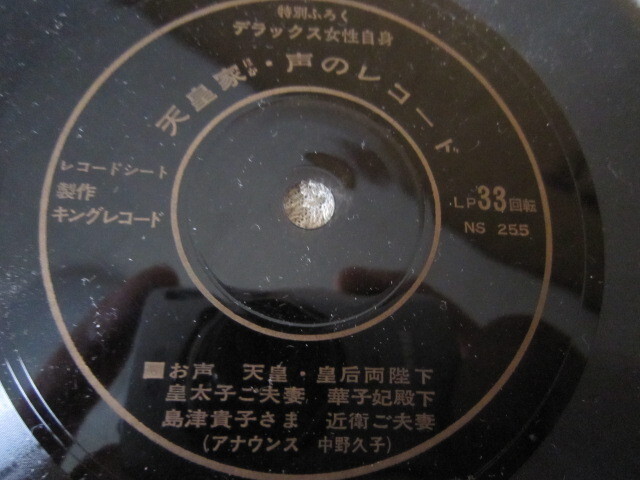 特別ふろく
デラックス女性自身
天皇家・声のレコード
レコードシート
製作
キングレコード
LP33回転
NS 255
■お声 天皇・皇后両陛下
皇太子ご夫妻 華子妃殿下
島津貴子さま 近衛ご夫妻
(アナウンス 中野久子)